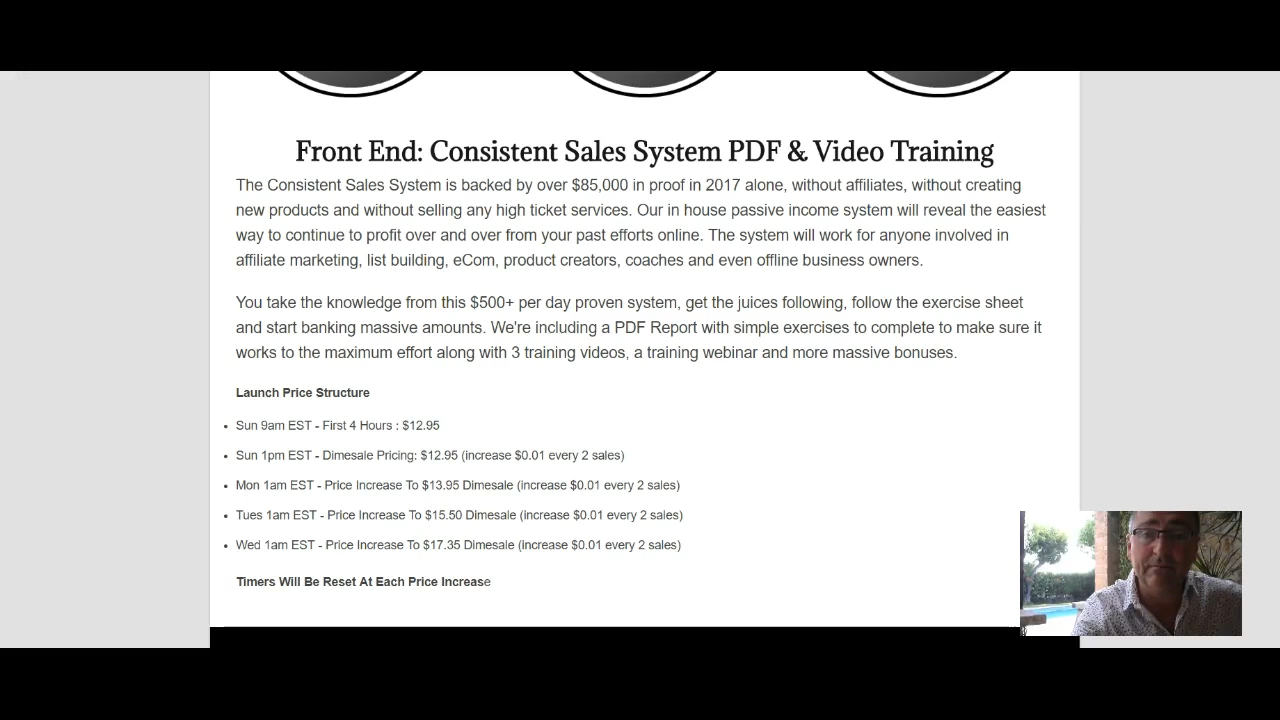 Front End: Consistent Sales System PDF & Video Training
The Consistent Sales System is backed by over $85,000 in proof in 2017 alone, without affiliates, without creating
new products and without selling any high ticket services. Our in house passive income system will reveal the easiest
way to continue to profit over and over from your past efforts online. The system will work for anyone involved in
affiliate marketing, list building, eCom, product creators, coaches and even offline business owners.
You take the knowledge from this $500+ per day proven system, get the juices following, follow the exercise sheet
and start banking massive amounts. We're including a PDF Report with simple exercises to complete to make sure it
works to the maximum effort along with 3 training videos, a training webinar and more massive bonuses.
Launch Price Structure
• Sun 9am EST - First 4 Hours : $12.95
• Sun 1pm EST - Dimesale Pricing: $12.95 (increase $0.01 every 2 sales)
• Mon 1am EST - Price Increase To $13.95 Dimesale (increase $0.01 every 2 sales)
• Tues 1am EST - Price Increase To $15.50 Dimesale (increase $0.01 every 2 sales)
• Wed 1am EST - Price Increase To $17.35 Dimesale (increase $0.01 every 2 sales)
Timers Will Be Reset At Each Price Increase